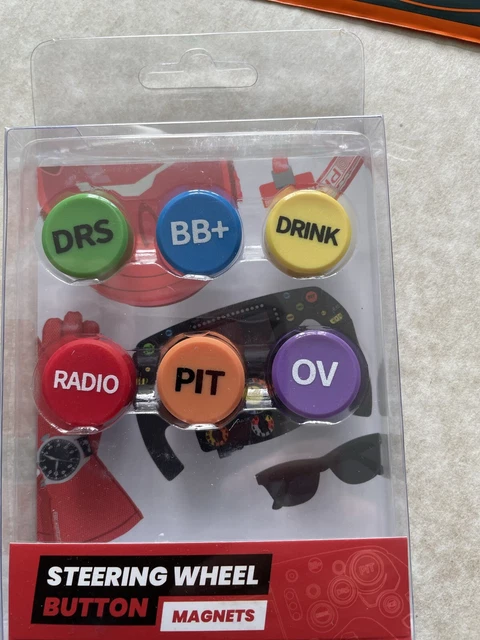 DRS
BB+
DRINK
RADIO
PIT
OV
STEERING WHEEL
BUTTON MAGNETS